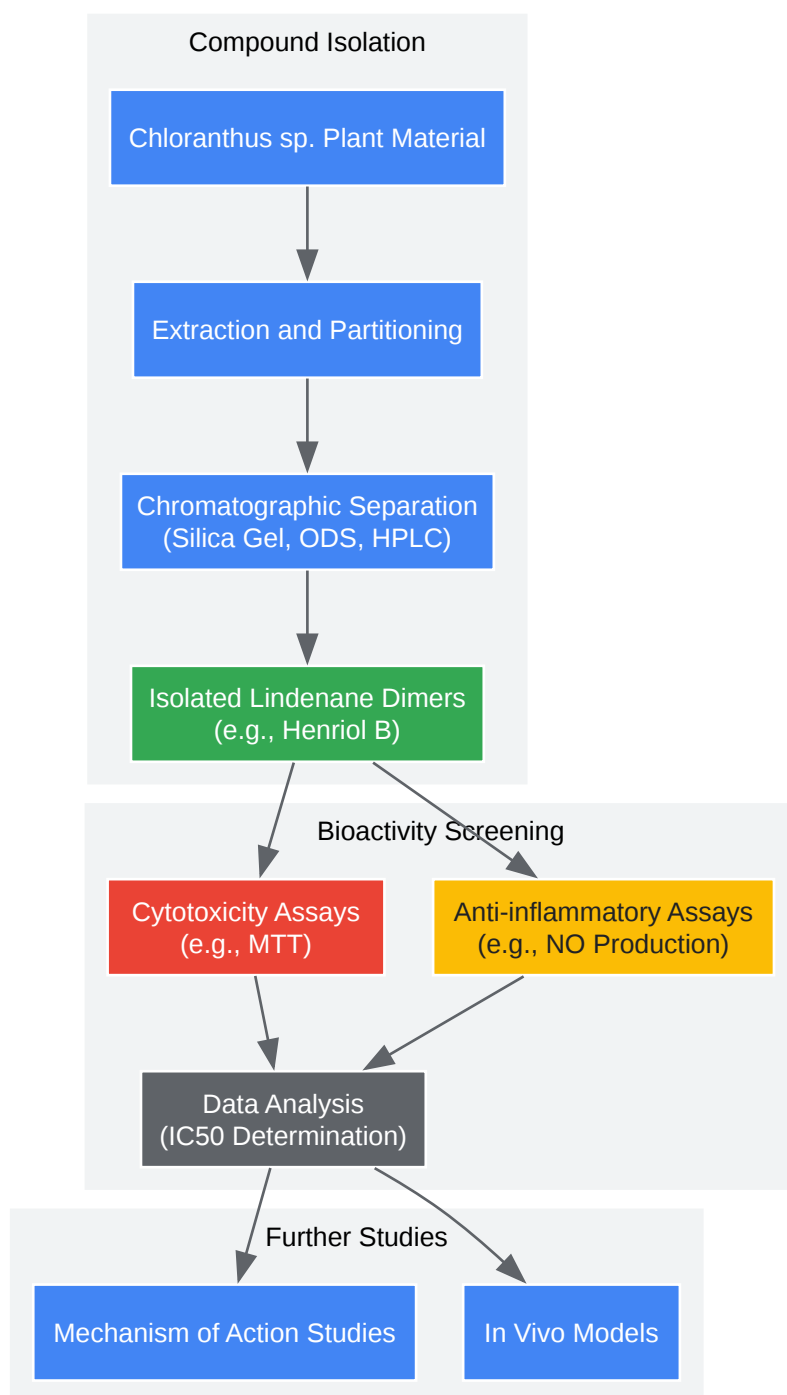 Compound Isolation
Chloranthus sp. Plant Material
Extraction and Partitioning
Chromatographic Separation
(Silica Gel, ODS, HPLC)
Isolated Lindenane Dimers
(e.g., Henriol B)
Bioactivity Screening
Cytotoxicity Assays
(e.g., MTT)
Anti-inflammatory Assays
(e.g., NO Production)
Data Analysis
(IC50 Determination)
Further Studies
Mechanism of Action Studies
In Vivo Models